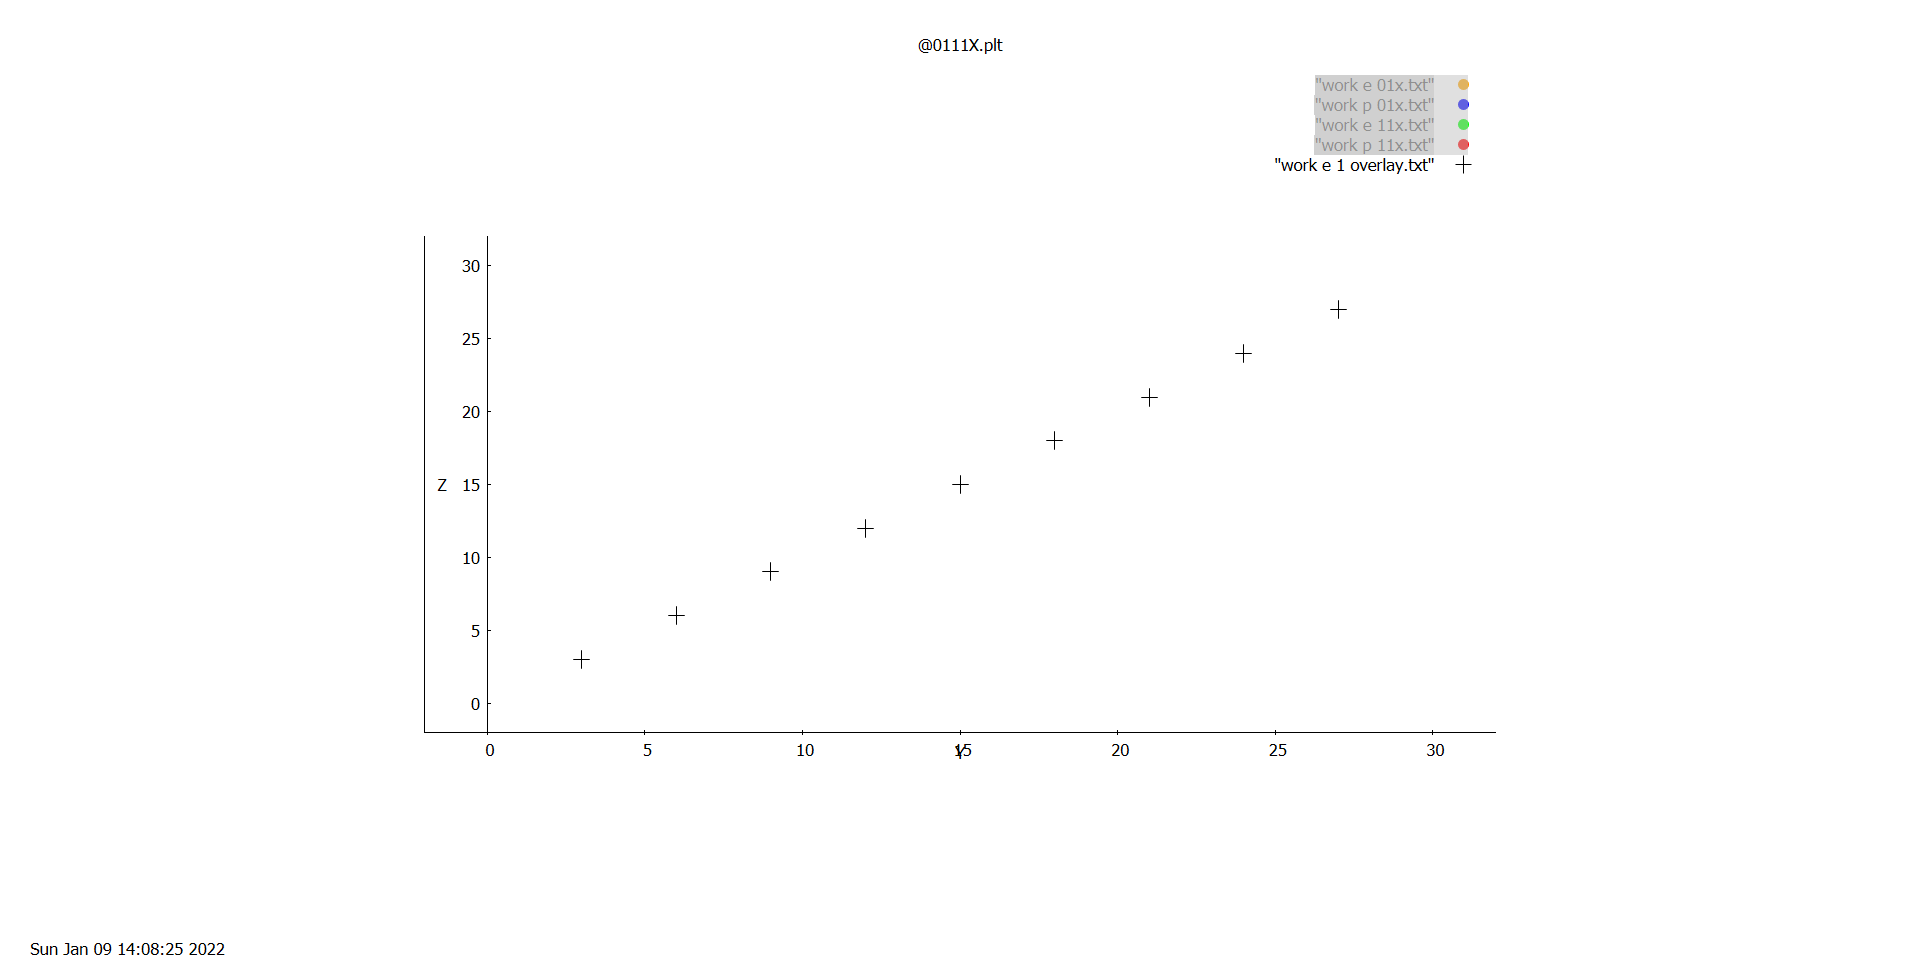 @0111X.plt
"work e 01x.txt"
"work p 01x.txt"
"work e 11x.txt"
"work p 11x.txt"
"work e 1 overlay.txt"
30
25
20
Z 15
10
5
0
0 5 10 15 20 25 30
Y
Sun Jan 09 14:08:25 2022